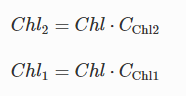 Chl₂ = Chl · C_Chl2
Chl₁ = Chl · C_Chl1